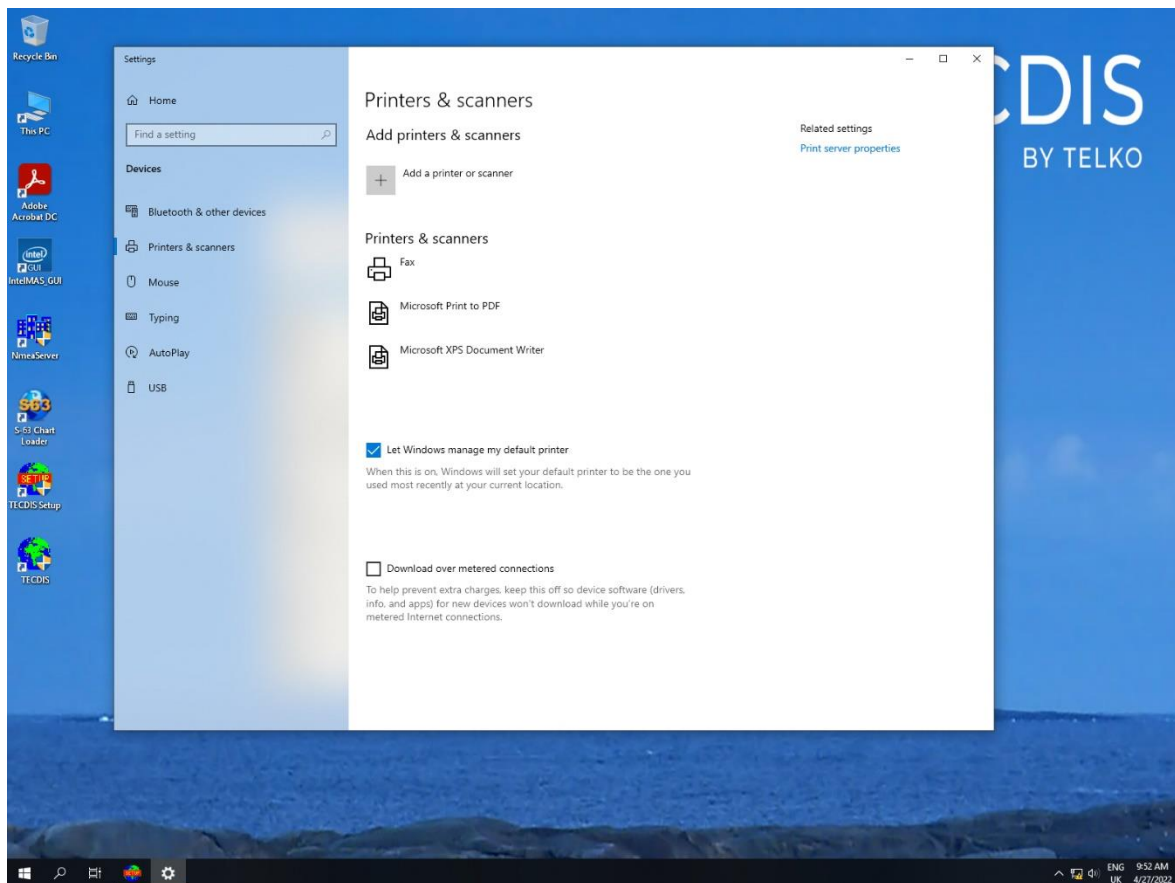 Recycle Bin
This PC
Adobe
Acrobat DC
intel
GUI
IntelMAS_GUI
NmeaServer
S63
S-63 Chart
Loader
SETUP
TECDIS Setup
TECDIS
Settings
Home
Find a setting
Devices
Bluetooth & other devices
Printers & scanners
Mouse
Typing
AutoPlay
USB
Printers & scanners
Add printers & scanners
Add a printer or scanner
Printers & scanners
Fax
Microsoft Print to PDF
Microsoft XPS Document Writer
Let Windows manage my default printer
When this is on, Windows will set your default printer to be the one you
used most recently at your current location.
Download over metered connections
To help prevent extra charges, keep this off so device software (drivers,
info, and apps) for new devices won't download while you're on
metered Internet connections.
Related settings
Print server properties
CDIS
BY TELKO
ENG
UK
9:52 AM
4/27/2022